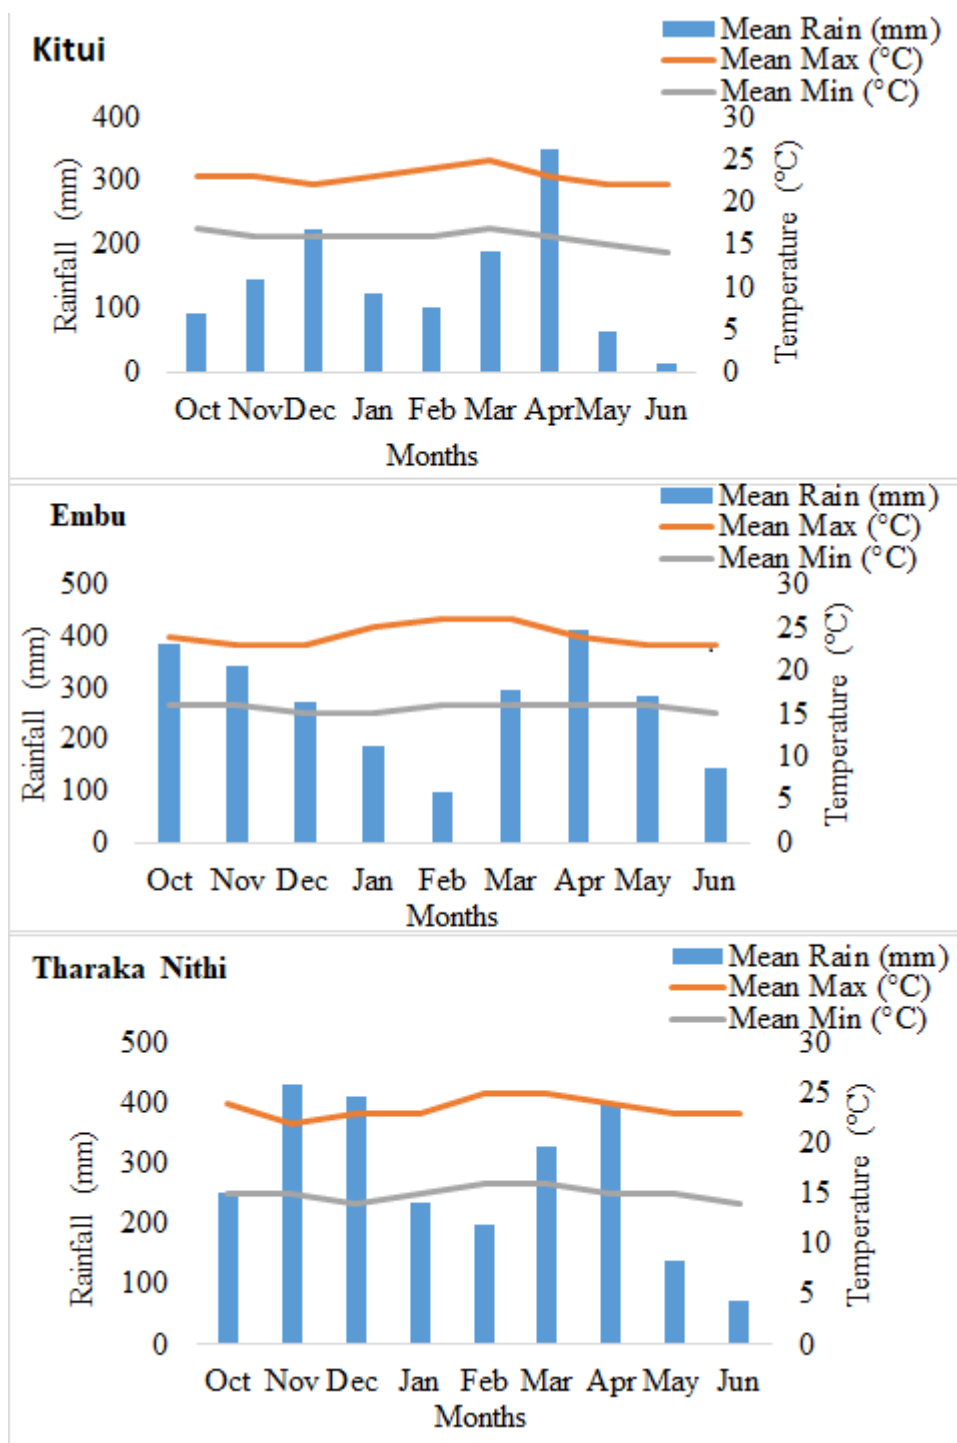 Kitui
Mean Rain (mm)
Mean Max (°C)
Mean Min (°C)
400
300
200
100
0
Rainfall (mm)
30
25
20
15
10
5
0
Temperature (°C)
Oct Nov Dec Jan Feb Mar Apr May Jun
Months
Embu
Mean Rain (mm)
Mean Max (°C)
Mean Min (°C)
500
400
300
200
100
0
Rainfall (mm)
30
25
20
15
10
5
0
Temperature (°C)
Oct Nov Dec Jan Feb Mar Apr May Jun
Months
Tharaka Nithi
Mean Rain (mm)
Mean Max (°C)
Mean Min (°C)
500
400
300
200
100
0
Rainfall (mm)
30
25
20
15
10
5
0
Temperature (°C)
Oct Nov Dec Jan Feb Mar Apr May Jun
Months